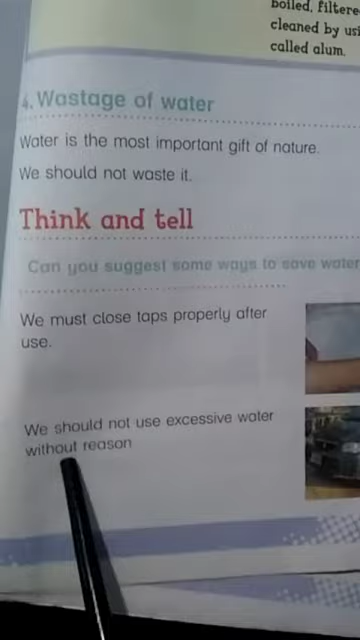 boiled, filtere
cleaned by usi
called alum.
4. Wastage of water
Water is the most important gift of nature.
We should not waste it.
Think and tell
Can you suggest some ways to save water
We must close taps properly after
use.
We should not use excessive water
without reason